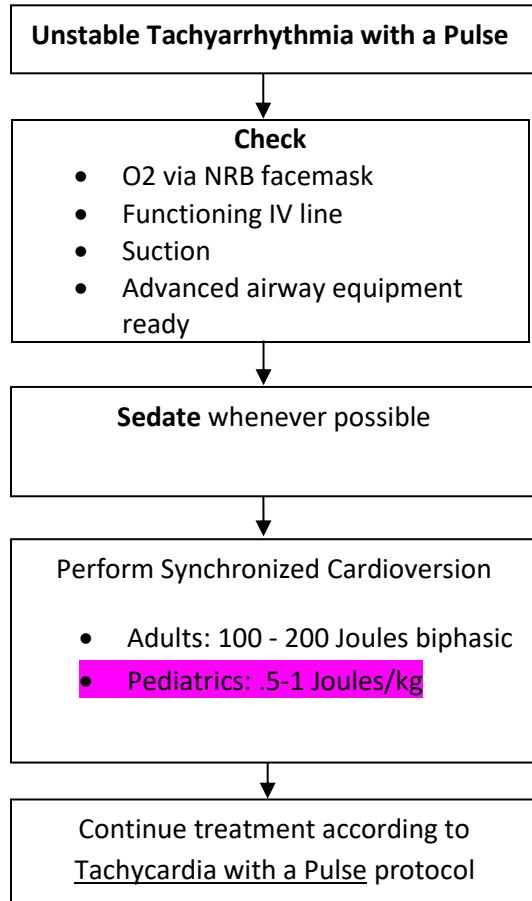 Unstable Tachyarrhythmia with a Pulse
Check
• O2 via NRB facemask
• Functioning IV line
• Suction
• Advanced airway equipment
ready
Sedate whenever possible
Perform Synchronized Cardioversion
• Adults: 100 - 200 Joules biphasic
• Pediatrics: .5-1 Joules/kg
Continue treatment according to
Tachycardia with a Pulse protocol